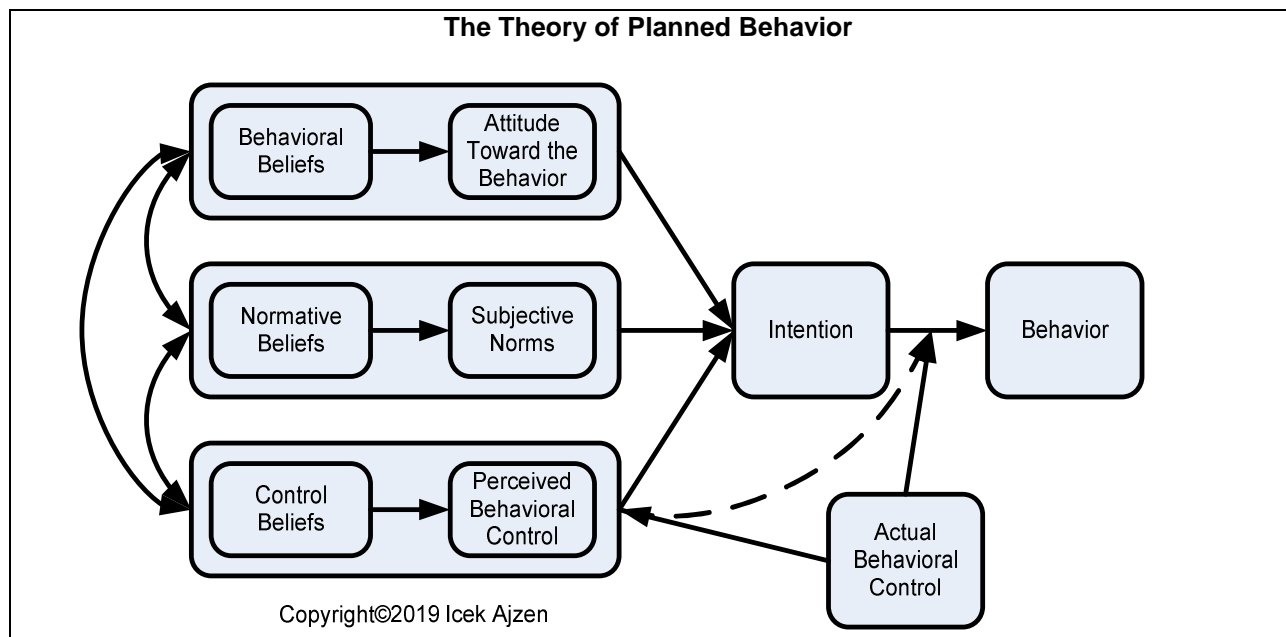 The Theory of Planned Behavior
Behavioral
Beliefs
Attitude
Toward the
Behavior
Normative
Beliefs
Subjective
Norms
Intention
Behavior
Control
Beliefs
Perceived
Behavioral
Control
Actual
Behavioral
Control
Copyright©2019 Icek Ajzen